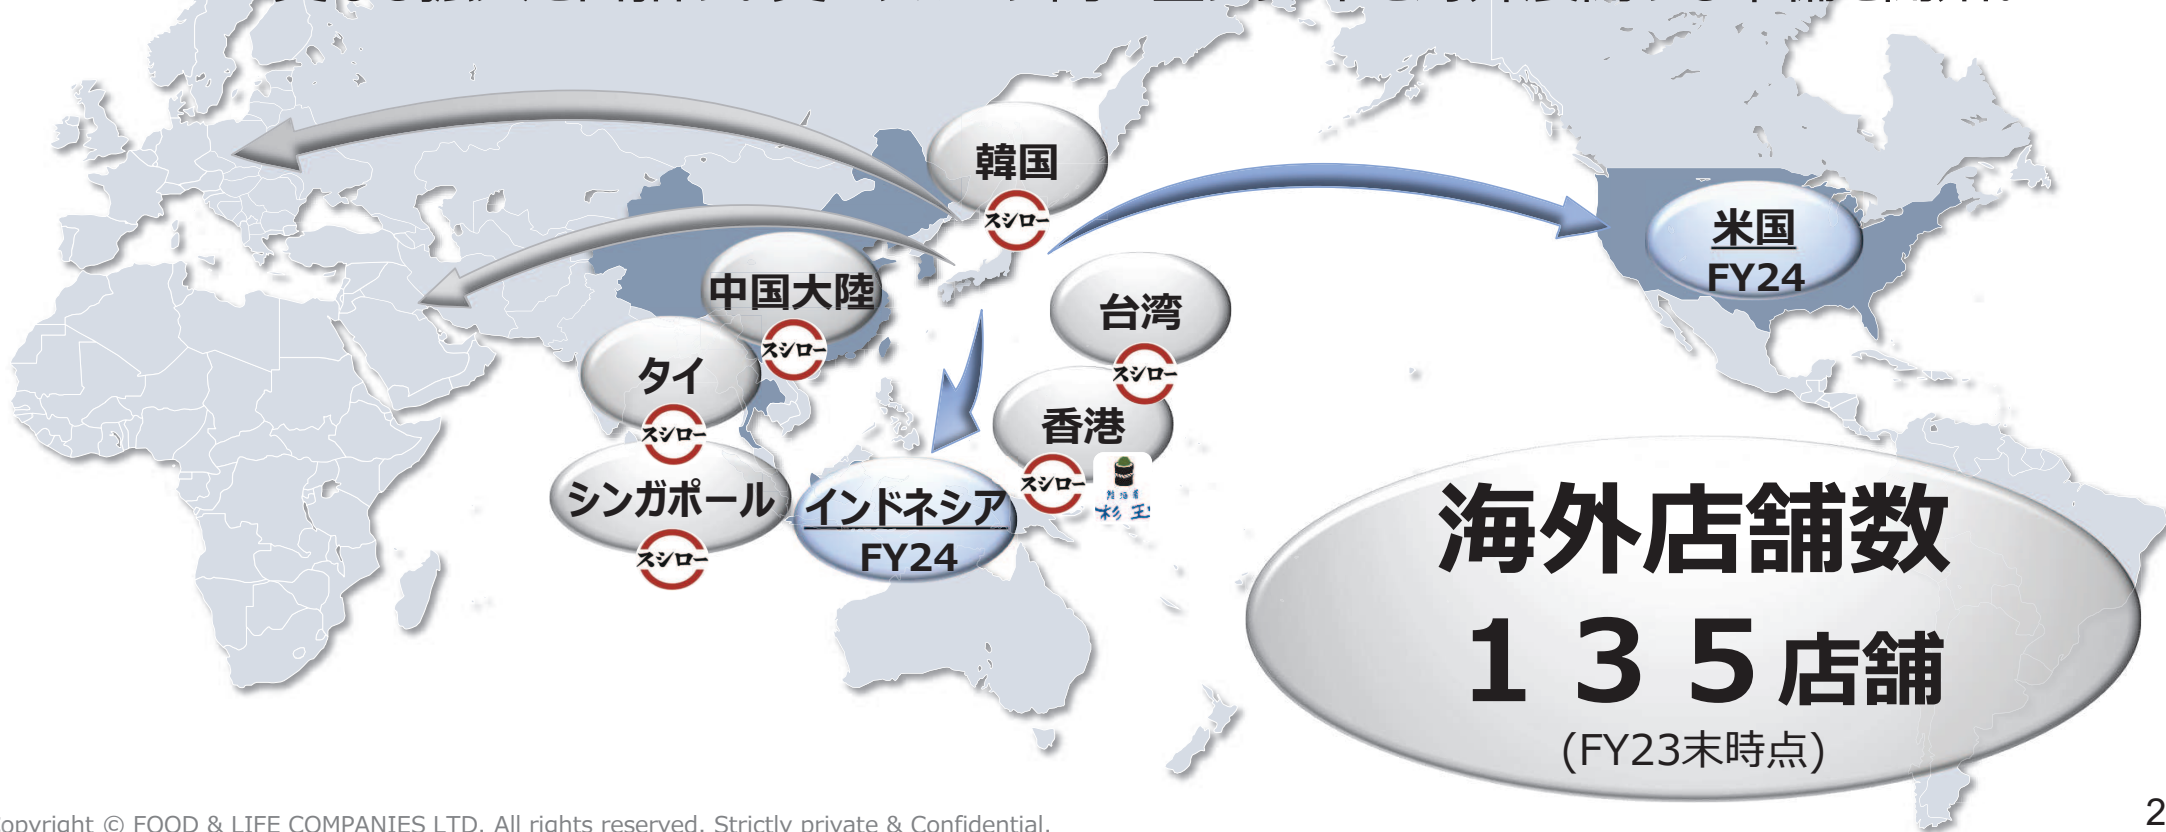 韓国
スシロー
米国
FY24
中国大陸
スシロー
台湾
スシロー
タイ
スシロー
香港
スシロー
杉玉
シンガポール
スシロー
インドネシア
FY24
海外店舗数
１３５店舗
(FY23末時点)
Copyright © FOOD & LIFE COMPANIES LTD. All rights reserved. Strictly private & Confidential.
2